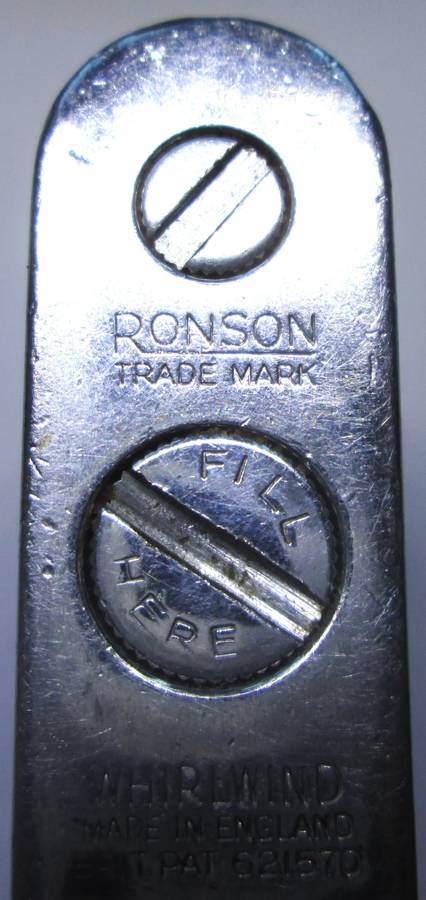 RONSON
TRADE MARK
FILL
HERE
WHIRLWIND
MADE IN ENGLAND
BRIT. PAT 621570